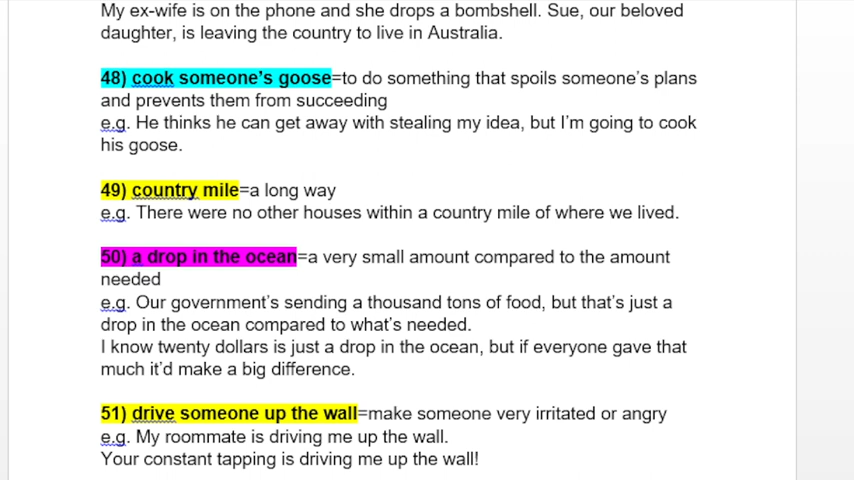 My ex-wife is on the phone and she drops a bombshell. Sue, our beloved
daughter, is leaving the country to live in Australia.
48) cook someone's goose=to do something that spoils someone's plans
and prevents them from succeeding
e.g. He thinks he can get away with stealing my idea, but I'm going to cook
his goose.
49) country mile=a long way
e.g. There were no other houses within a country mile of where we lived.
50) a drop in the ocean=a very small amount compared to the amount
needed
e.g. Our government's sending a thousand tons of food, but that's just a
drop in the ocean compared to what's needed.
I know twenty dollars is just a drop in the ocean, but if everyone gave that
much it'd make a big difference.
51) drive someone up the wall=make someone very irritated or angry
e.g. My roommate is driving me up the wall.
Your constant tapping is driving me up the wall!